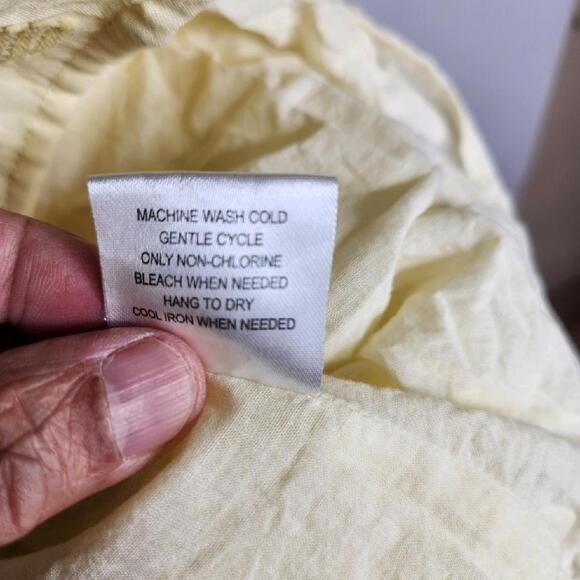 MACHINE WASH COLD
GENTLE CYCLE
ONLY NON-CHLORINE
BLEACH WHEN NEEDED
HANG TO DRY
COOL IRON WHEN NEEDED